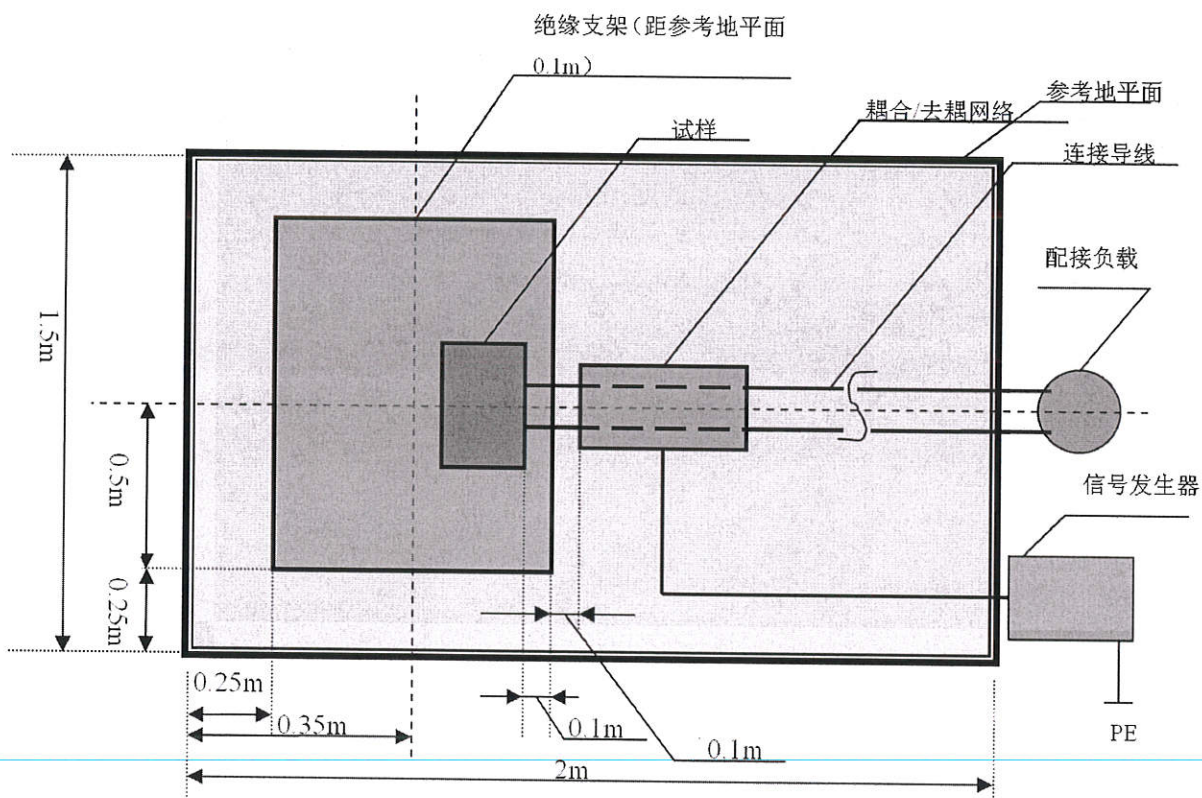 绝缘支架（距参考地平面
0.1m）
参考地平面
耦合/去耦网络
试样
连接导线
配接负载
1.5m
0.5m
信号发生器
0.25m
0.25m
0.35m
0.1m
PE
0.1m
2m